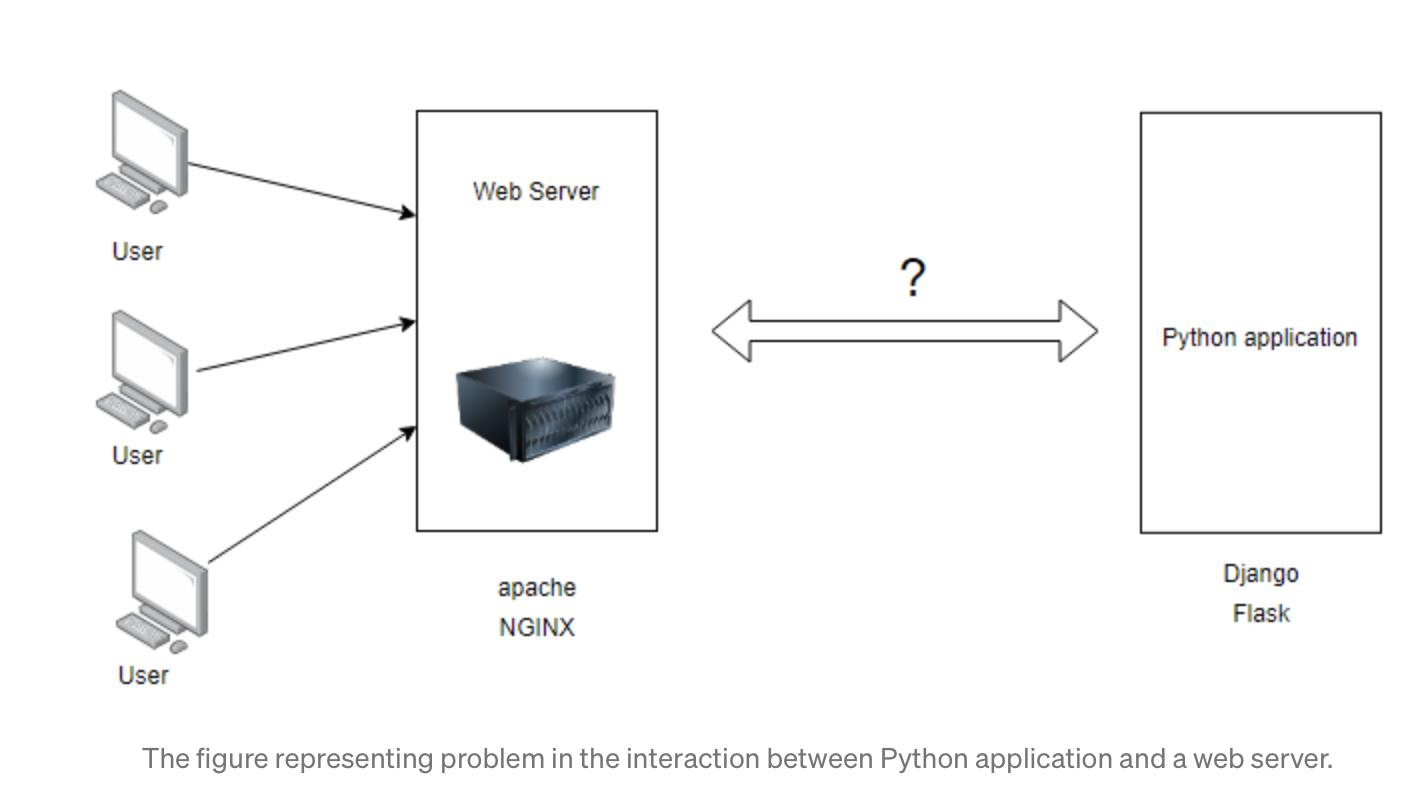 User
User
User
Web Server
apache
NGINX
?
Python application
Django
Flask
The figure representing problem in the interaction between Python application and a web server.